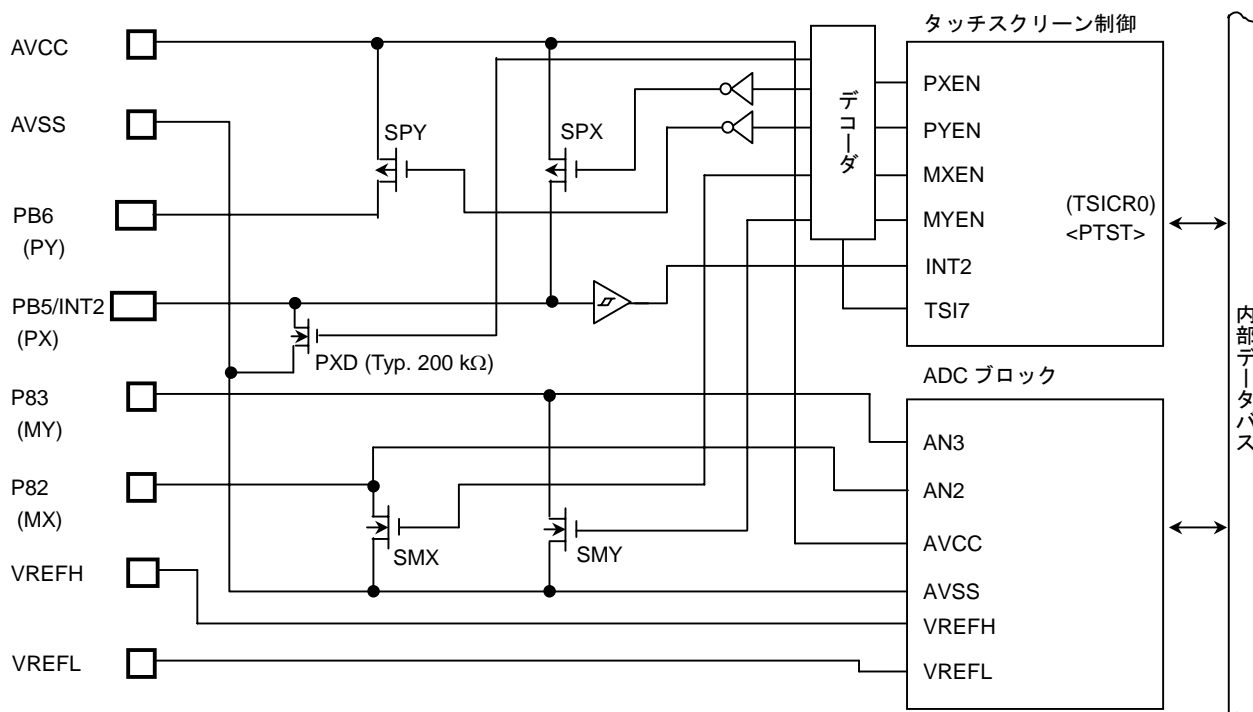 AVCC
AVSS
PB6
(PY)
PB5/INT2
(PX)
P83
(MY)
P82
(MX)
VREFH
VREFL
SPY
SPX
PXD (Typ. 200 kΩ)
SMX
SMY
デコーダ
タッチスクリーン制御
PXEN
PYEN
MXEN
MYEN
(TSICR0)
<PTST>
INT2
TSI7
ADC ブロック
AN3
AN2
AVCC
AVSS
VREFH
VREFL
内部データバス